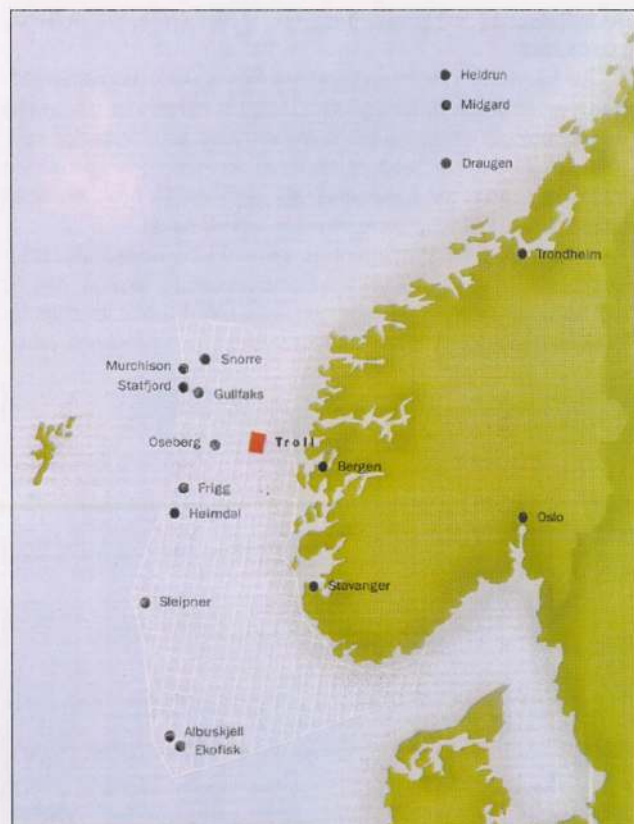 Heidrun
Midgard
Draugen
Trondheim
Snorre
Murchison
Statfjord
Gullfaks
Oseberg
Troll
Bergen
Frigg
Heimdal
Oslo
Stavanger
Sleipner
Albuskjell
Ekofisk